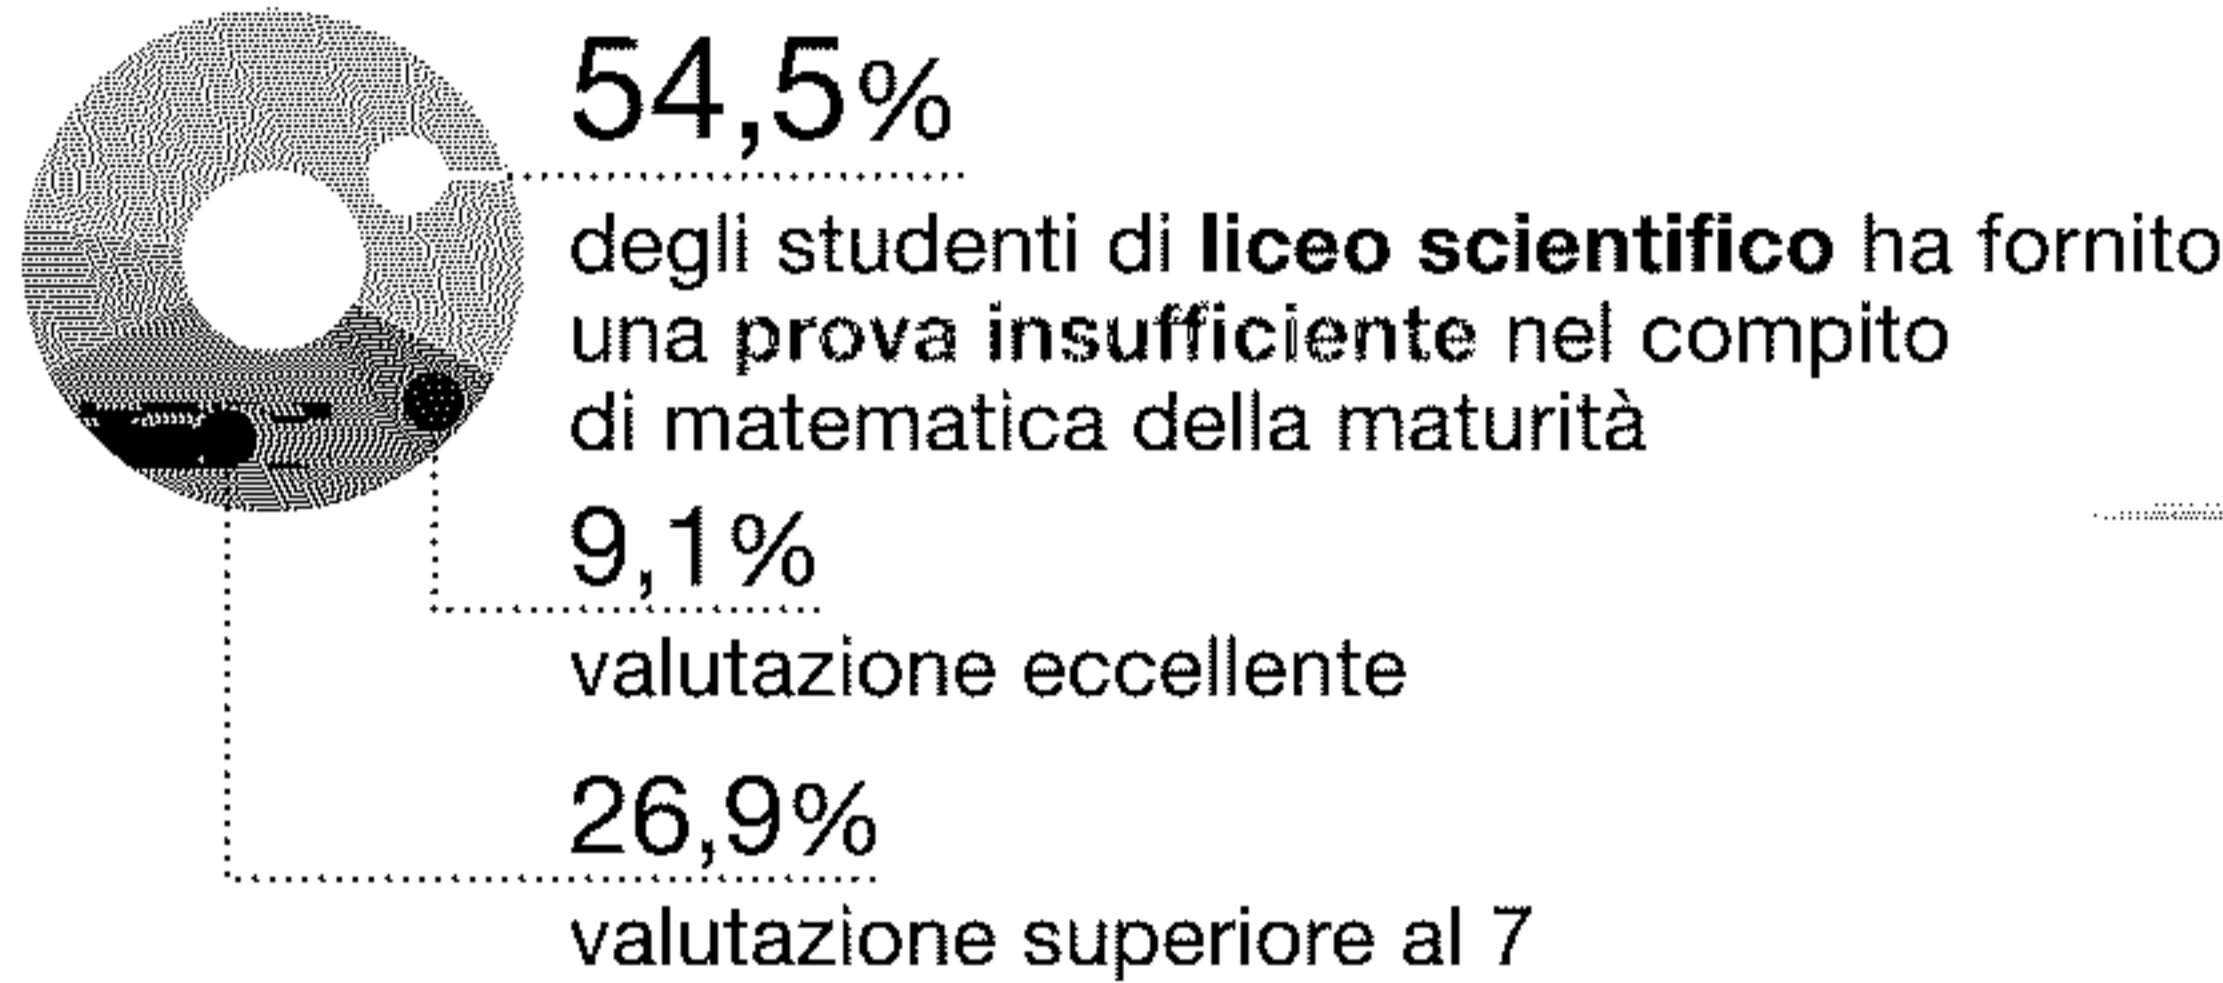 54,5%
degli studenti di liceo scientifico ha fornito
una prova insufficiente nel compito
di matematica della maturità
9,1%
valutazione eccellente
26,9%
valutazione superiore al 7